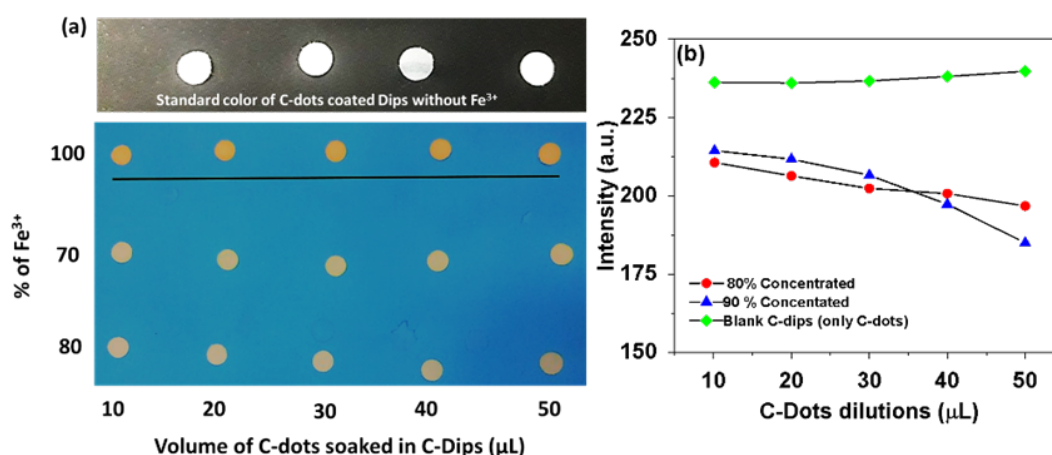 (a)
Standard color of C-dots coated Dips without Fe³⁺
% of Fe³⁺
100
70
80
10 20 30 40 50
Volume of C-dots soaked in C-Dips (µL)
(b)
Intensity (a.u.)
250
225
200
175
150
80% Concentrated
90 % Concentated
Blank C-dips (only C-dots)
10 20 30 40 50
C-Dots dilutions (µL)